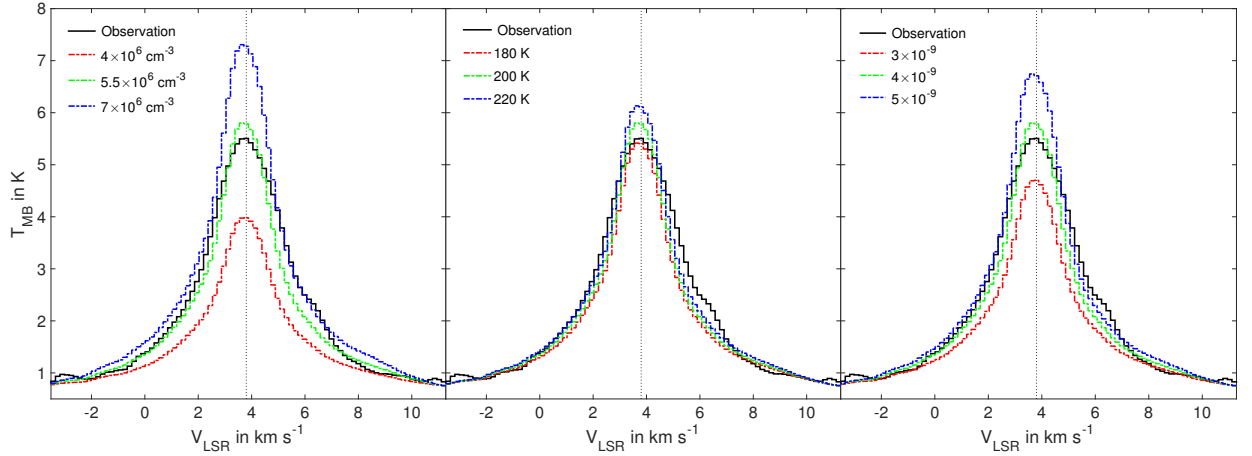 8
7
6
5
4
3
2
1
T_MB in K
Observation
4×10^6 cm^-3
5.5×10^6 cm^-3
7×10^6 cm^-3
-2 0 2 4 6 8 10
V_LSR in km s^-1
Observation
180 K
200 K
220 K
-2 0 2 4 6 8 10
V_LSR in km s^-1
Observation
3×10^-9
4×10^-9
5×10^-9
-2 0 2 4 6 8 10
V_LSR in km s^-1